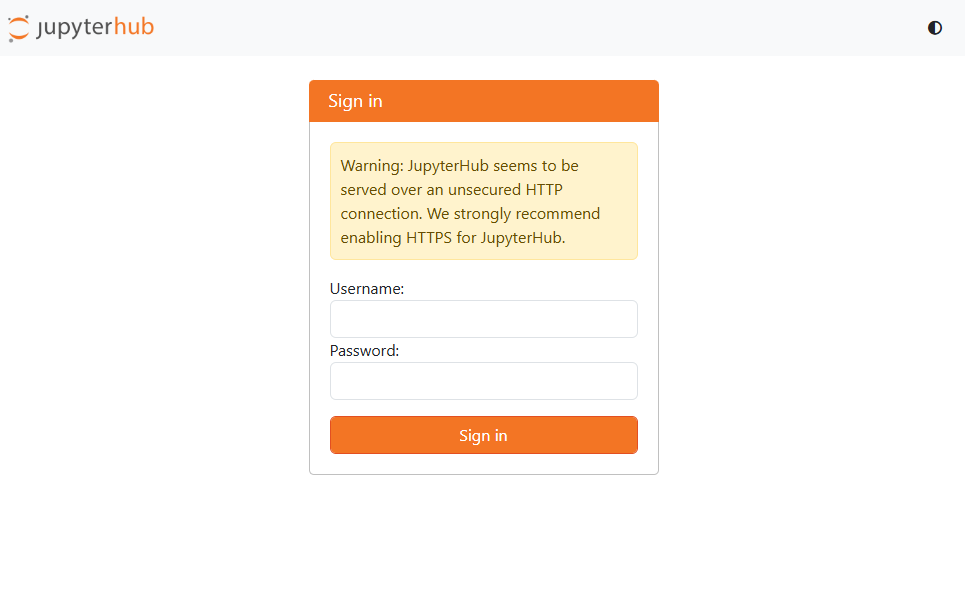 jupyterhub
Sign in
Warning: JupyterHub seems to be
served over an unsecured HTTP
connection. We strongly recommend
enabling HTTPS for JupyterHub.
Username:
Password:
Sign in